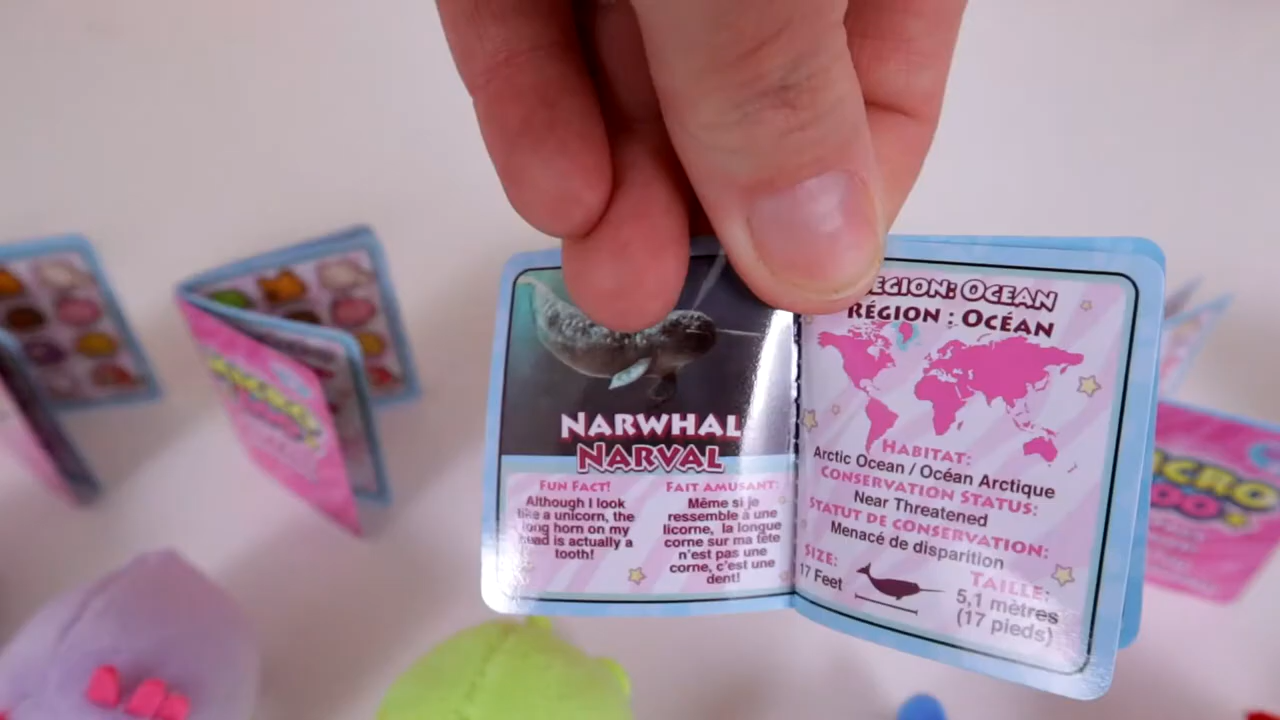 NARWHAL
NARVAL
FUN FACT!
Although I look
like a unicorn, the
long horn on my
head is actually a
tooth!
FAIT AMUSANT:
Même si je
ressemble à une
licorne, la longue
corne sur ma tête
n'est pas une
corne, c'est une
dent!
REGION: OCEAN
RÉGION : OCÉAN
HABITAT:
Arctic Ocean / Océan Arctique
CONSERVATION STATUS:
Near Threatened
STATUT DE CONSERVATION:
Menacé de disparition
SIZE:
17 Feet
TAILLE:
5,1 mètres
(17 pieds)